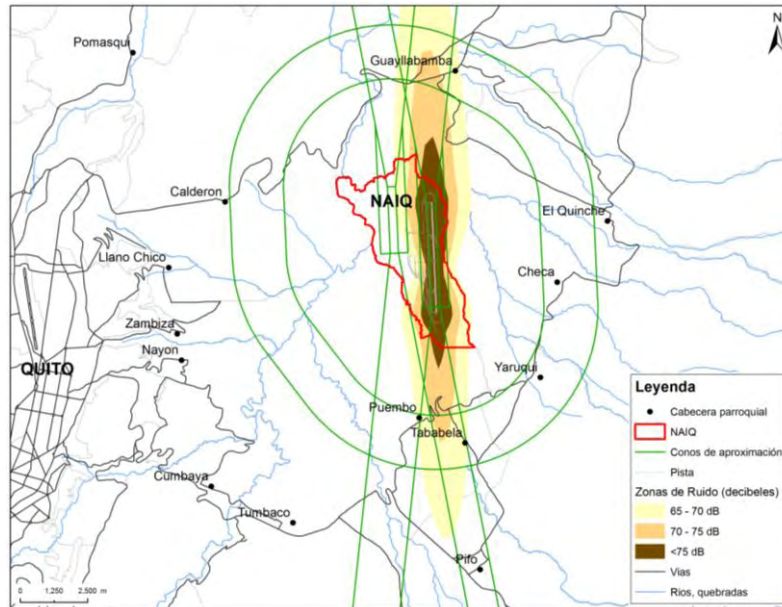 N
Pomasqui
Guayllabamba
Calderon
NAIQ
El Quinche
Llano Chico
Checa
Zambiza
Nayon
QUITO
Yaruqui
Puembo
Tababela
Cumbaya
Tumbaco
Pifo
0 1,250 2,500 m
Leyenda
Cabecera parroquial
NAIQ
Conos de aproximación
Pista
Zonas de Ruido (decibeles)
65 - 70 dB
70 - 75 dB
<75 dB
Vias
Rios, quebradas